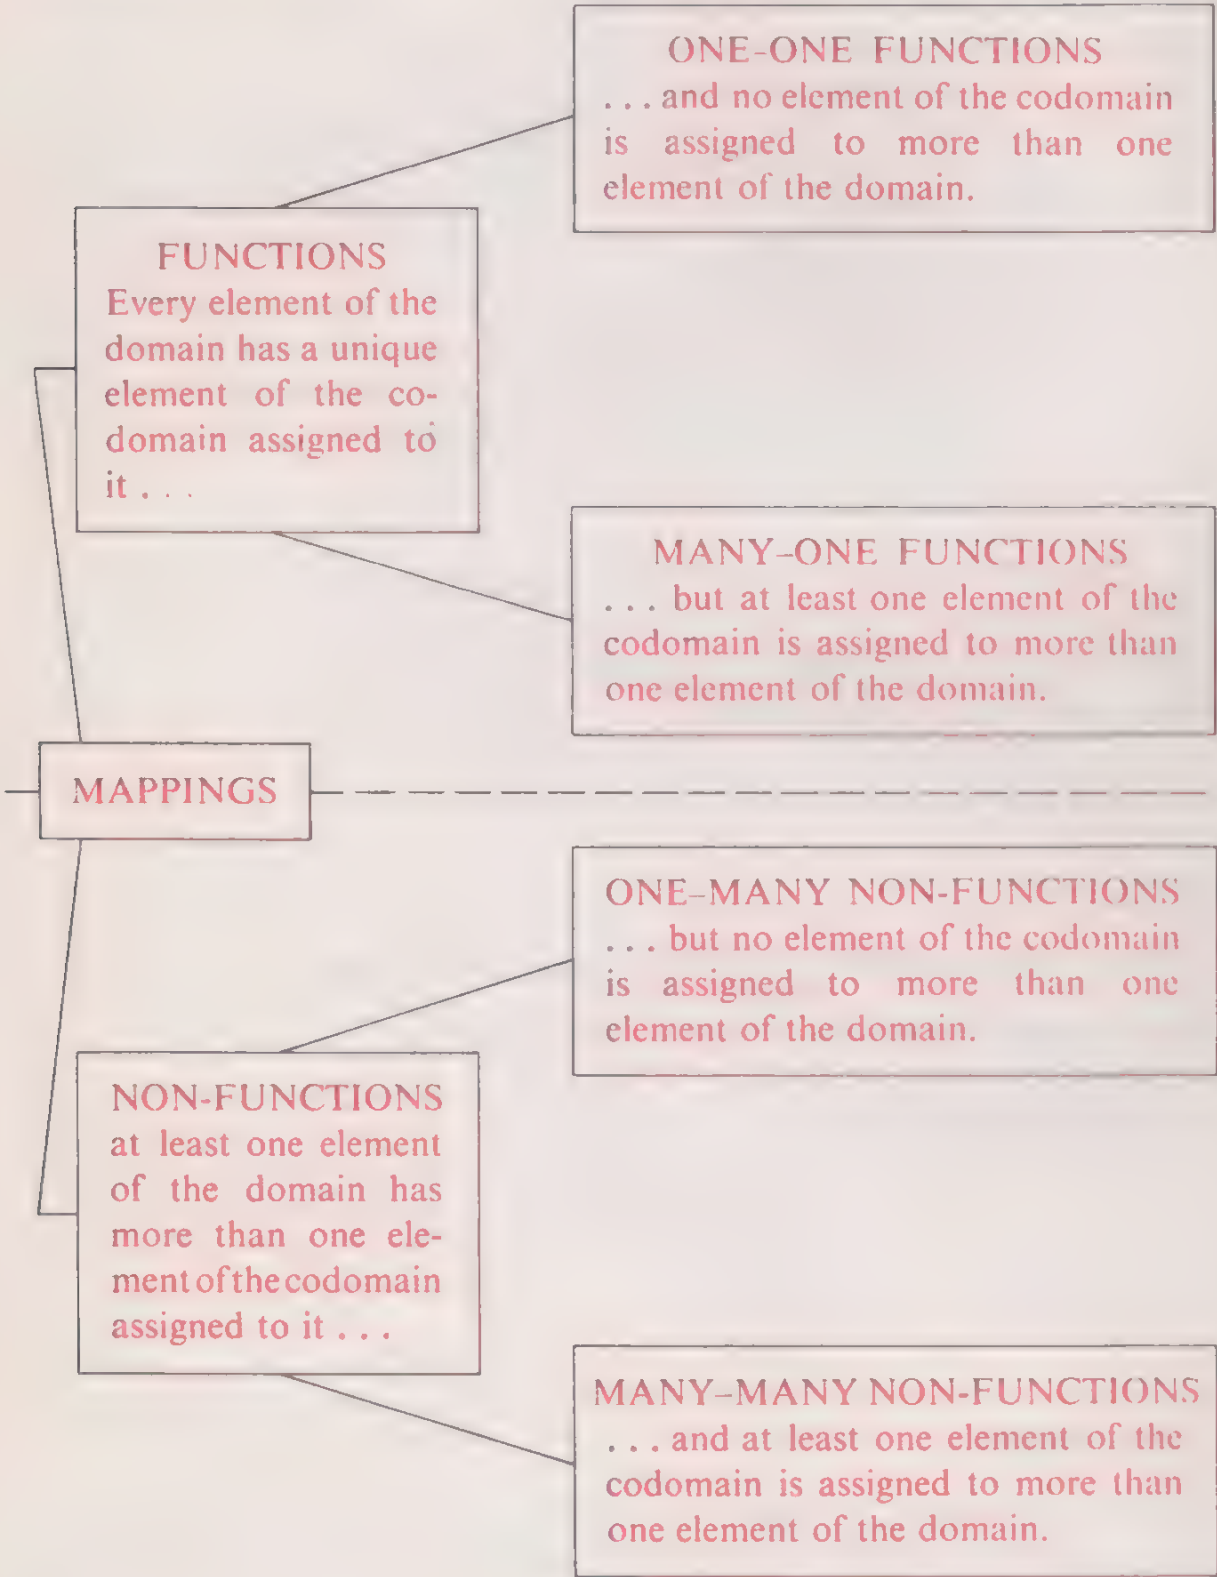 ONE-ONE FUNCTIONS
. . . and no element of the codomain
is assigned to more than one
element of the domain.
FUNCTIONS
Every element of the
domain has a unique
element of the co-
domain assigned to
it . . .
MANY–ONE FUNCTIONS
. . . but at least one element of the
codomain is assigned to more than
one element of the domain.
MAPPINGS
ONE–MANY NON-FUNCTIONS
. . . but no element of the codomain
is assigned to more than one
element of the domain.
NON-FUNCTIONS
at least one element
of the domain has
more than one ele-
ment of the codomain
assigned to it . . .
MANY–MANY NON-FUNCTIONS
. . . and at least one element of the
codomain is assigned to more than
one element of the domain.